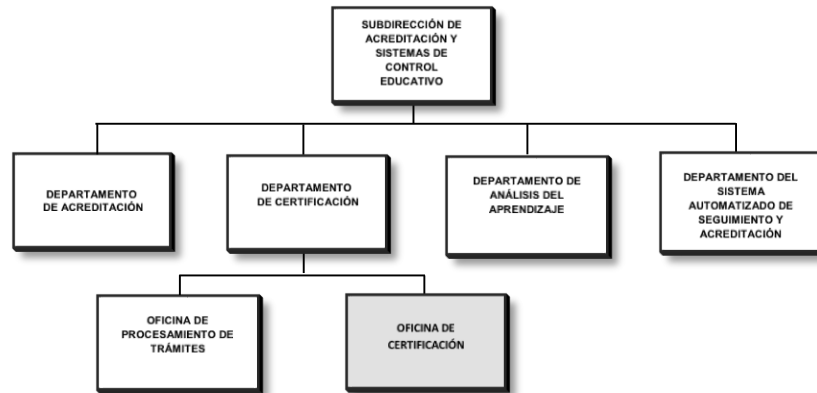 SUBDIRECCIÓN DE
ACREDITACIÓN Y
SISTEMAS DE
CONTROL
EDUCATIVO
DEPARTAMENTO
DE ACREDITACIÓN
DEPARTAMENTO
DE CERTIFICACIÓN
DEPARTAMENTO DE
ANÁLISIS DEL
APRENDIZAJE
DEPARTAMENTO DEL
SISTEMA
AUTOMATIZADO DE
SEGUIMIENTO Y
ACREDITACIÓN
OFICINA DE
PROCESAMIENTO DE
TRÁMITES
OFICINA DE
CERTIFICACIÓN